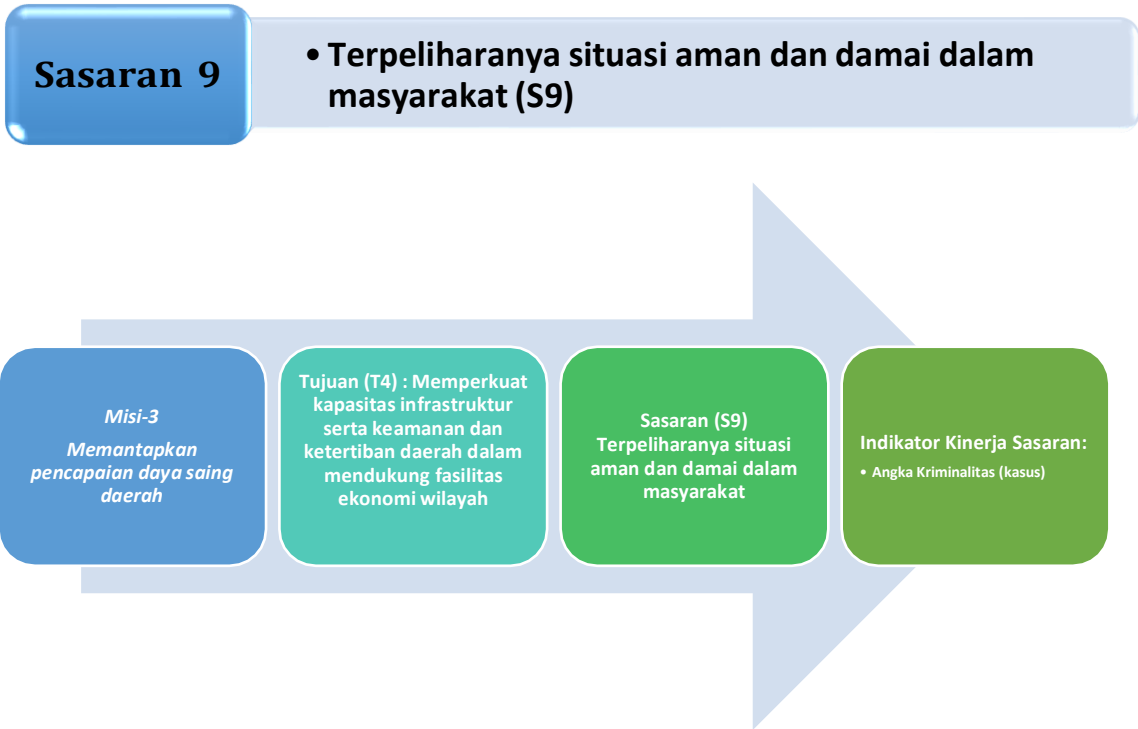 Sasaran 9
• Terpeliharanya situasi aman dan damai dalam
masyarakat (S9)
Misi-3
Memantapkan
pencapaian daya saing
daerah
Tujuan (T4) : Memperkuat
kapasitas infrastruktur
serta keamanan dan
ketertiban daerah dalam
mendukung fasilitas
ekonomi wilayah
Sasaran (S9)
Terpeliharanya situasi
aman dan damai dalam
masyarakat
Indikator Kinerja Sasaran:
• Angka Kriminalitas (kasus)